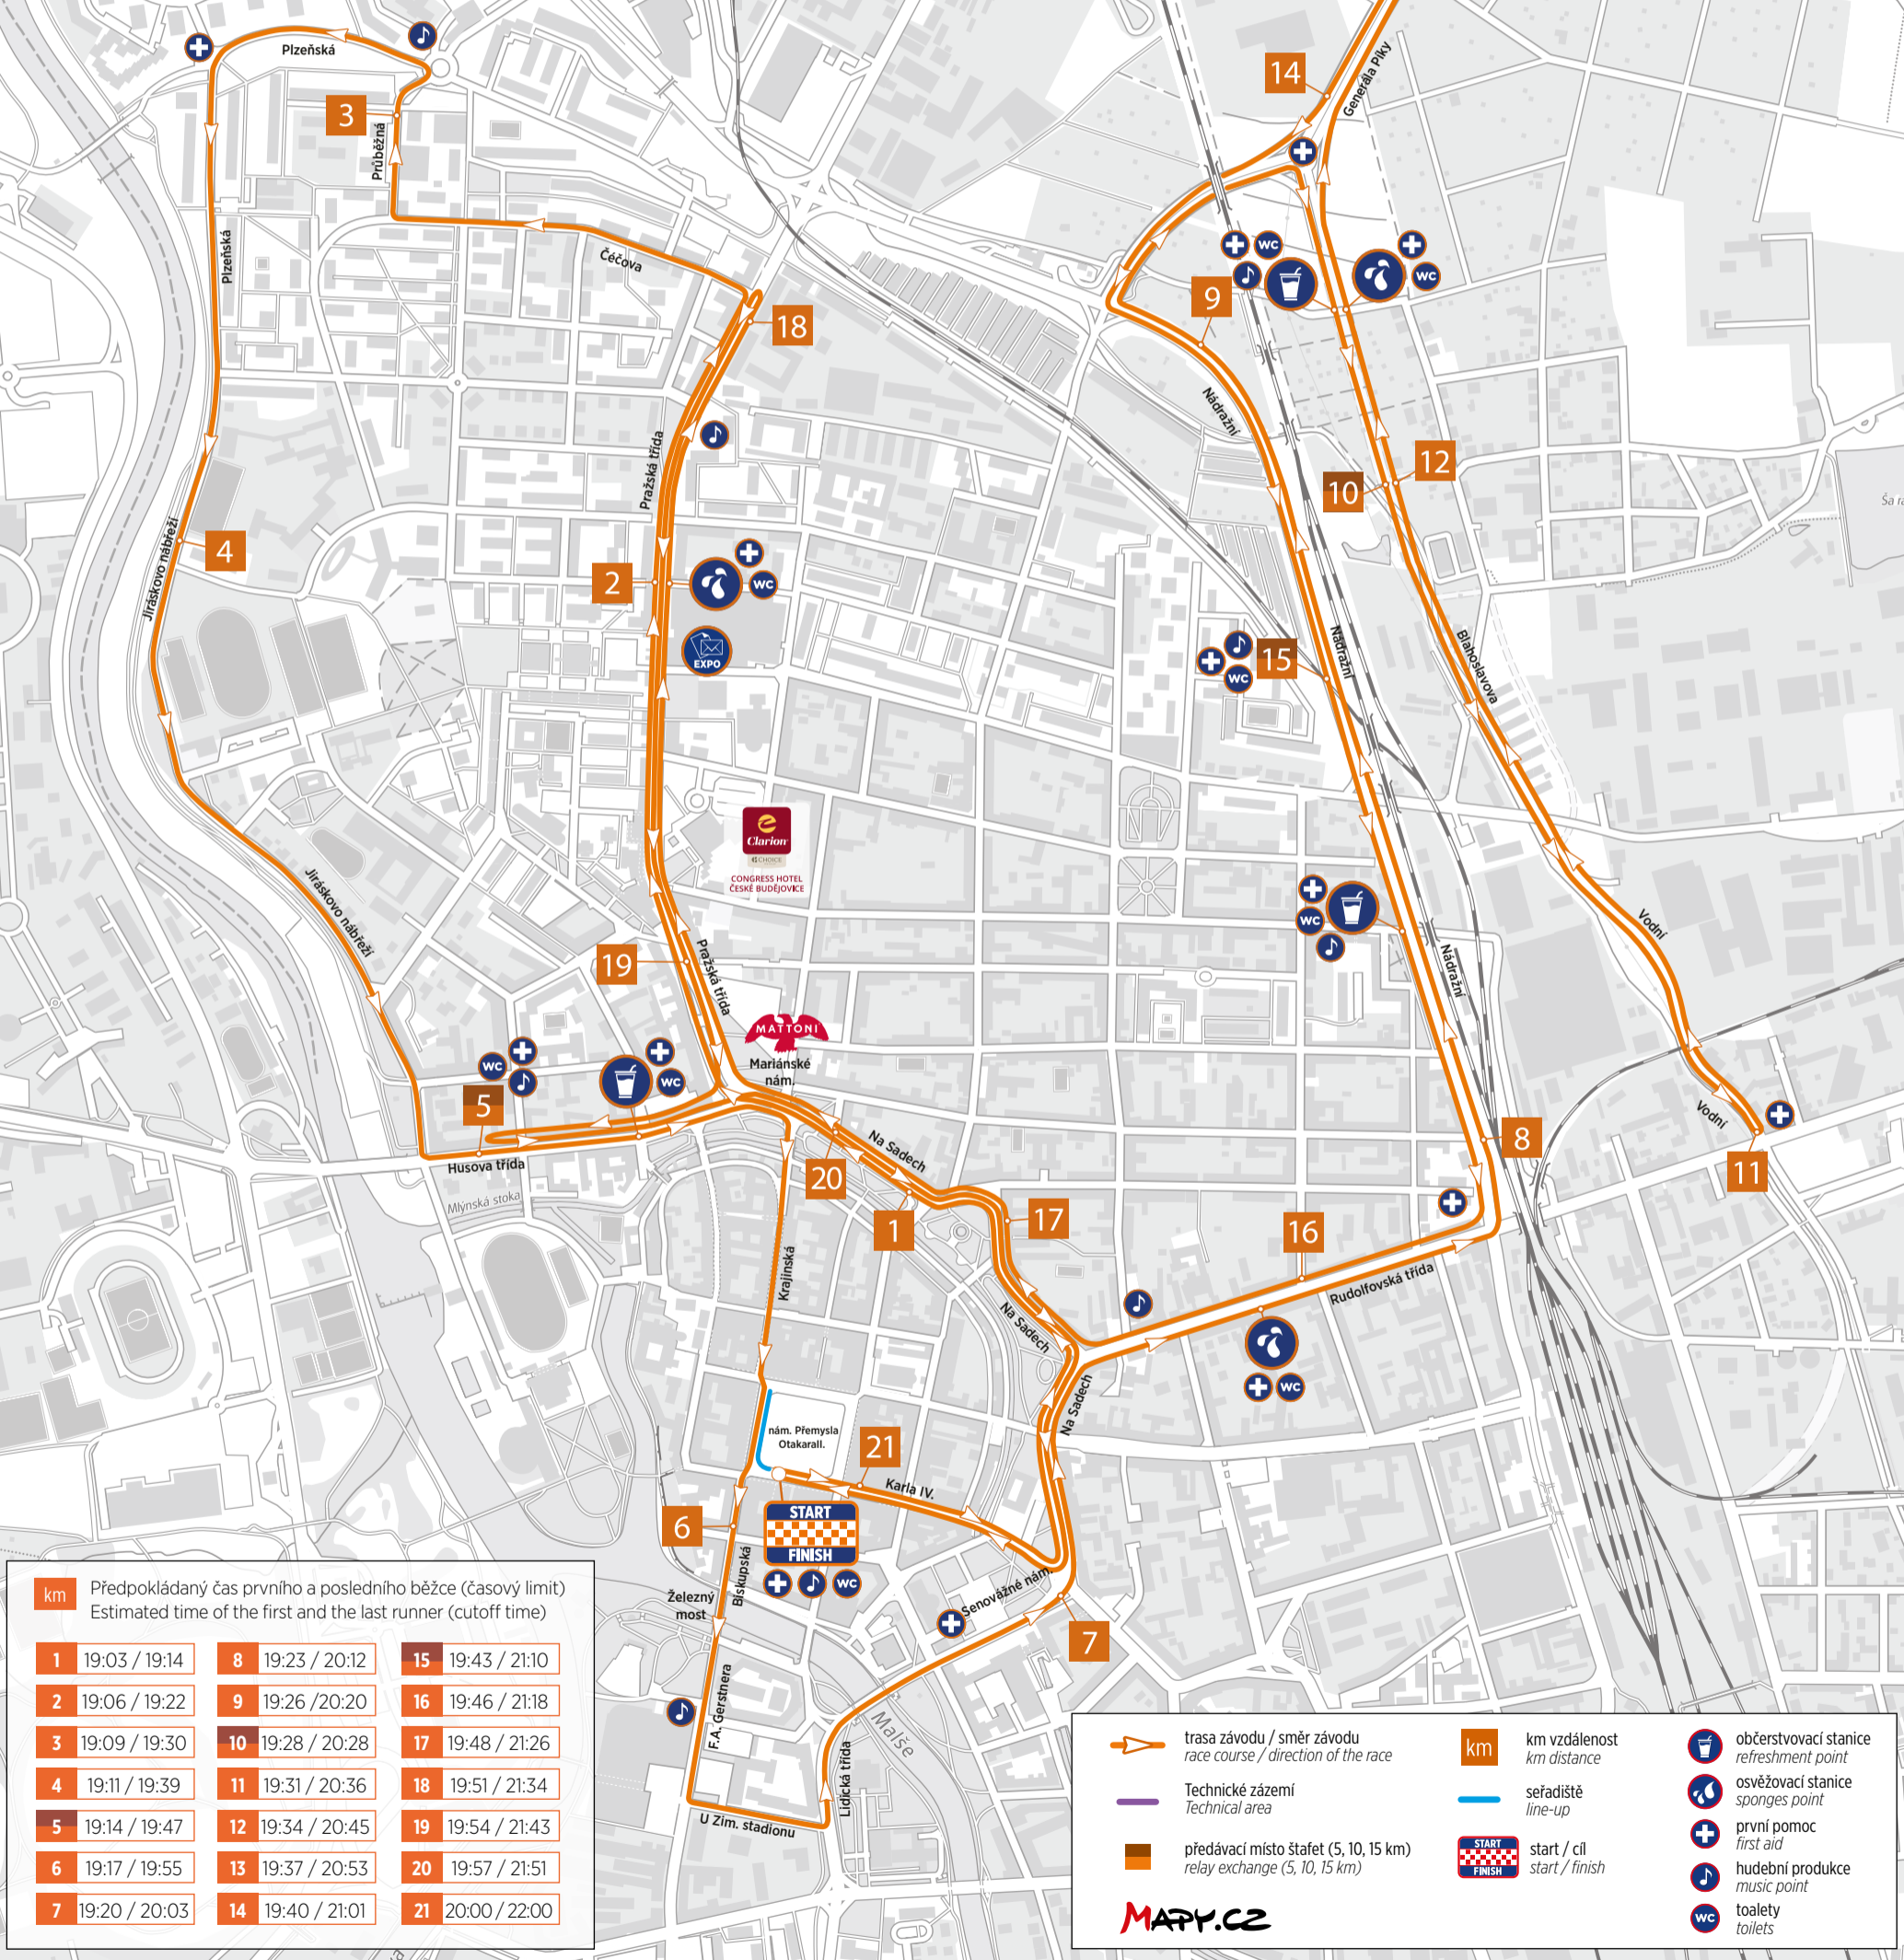 Plzeňská
14
Generála Píky
3
Průběžná
Plzeňská
Čéčova
WC
WC
9
18
Nádražní
Pražská třída
12
10
4
Jiráskovo nábřeží
2
WC
EXPO
15
WC
Nádražní
Blahoslavova
Clarion
CHOICE
CONGRESS HOTEL
ČESKÉ BUDĚJOVICE
Jiráskovo nábřeží
WC
Vodní
19
Pražská třída
Nádražní
MATTONI
Mariánské
nám.
WC
WC
5
Vodní
8
11
Husova třída
Na Sadech
20
Mlýnská stoka
1
17
16
Krajinská
Rudolfovská třída
Na Sadech
WC
Na Sadech
nám. Přemysla
OtakaraII.
21
Karla IV.
START
FINISH
6
WC
Biskupská
Železný
most
Senovážné nám.
7
F.A. Gerstnera
Malše
Lidická třída
U Zim. stadionu
km
Předpokládaný čas prvního a posledního běžce (časový limit)
Estimated time of the first and the last runner (cutoff time)
1 19:03 / 19:14
2 19:06 / 19:22
3 19:09 / 19:30
4 19:11 / 19:39
5 19:14 / 19:47
6 19:17 / 19:55
7 19:20 / 20:03
8 19:23 / 20:12
9 19:26 /20:20
10 19:28 / 20:28
11 19:31 / 20:36
12 19:34 / 20:45
13 19:37 / 20:53
14 19:40 / 21:01
15 19:43 / 21:10
16 19:46 / 21:18
17 19:48 / 21:26
18 19:51 / 21:34
19 19:54 / 21:43
20 19:57 / 21:51
21 20:00 / 22:00
trasa závodu / směr závodu
race course / direction of the race
Technické zázemí
Technical area
předávací místo štafet (5, 10, 15 km)
relay exchange (5, 10, 15 km)
MAPY.CZ
km
km vzdálenost
km distance
seřadiště
line-up
START
FINISH
start / cíl
start / finish
občerstvovací stanice
refreshment point
osvěžovací stanice
sponges point
první pomoc
first aid
hudební produkce
music point
WC
toalety
toilets